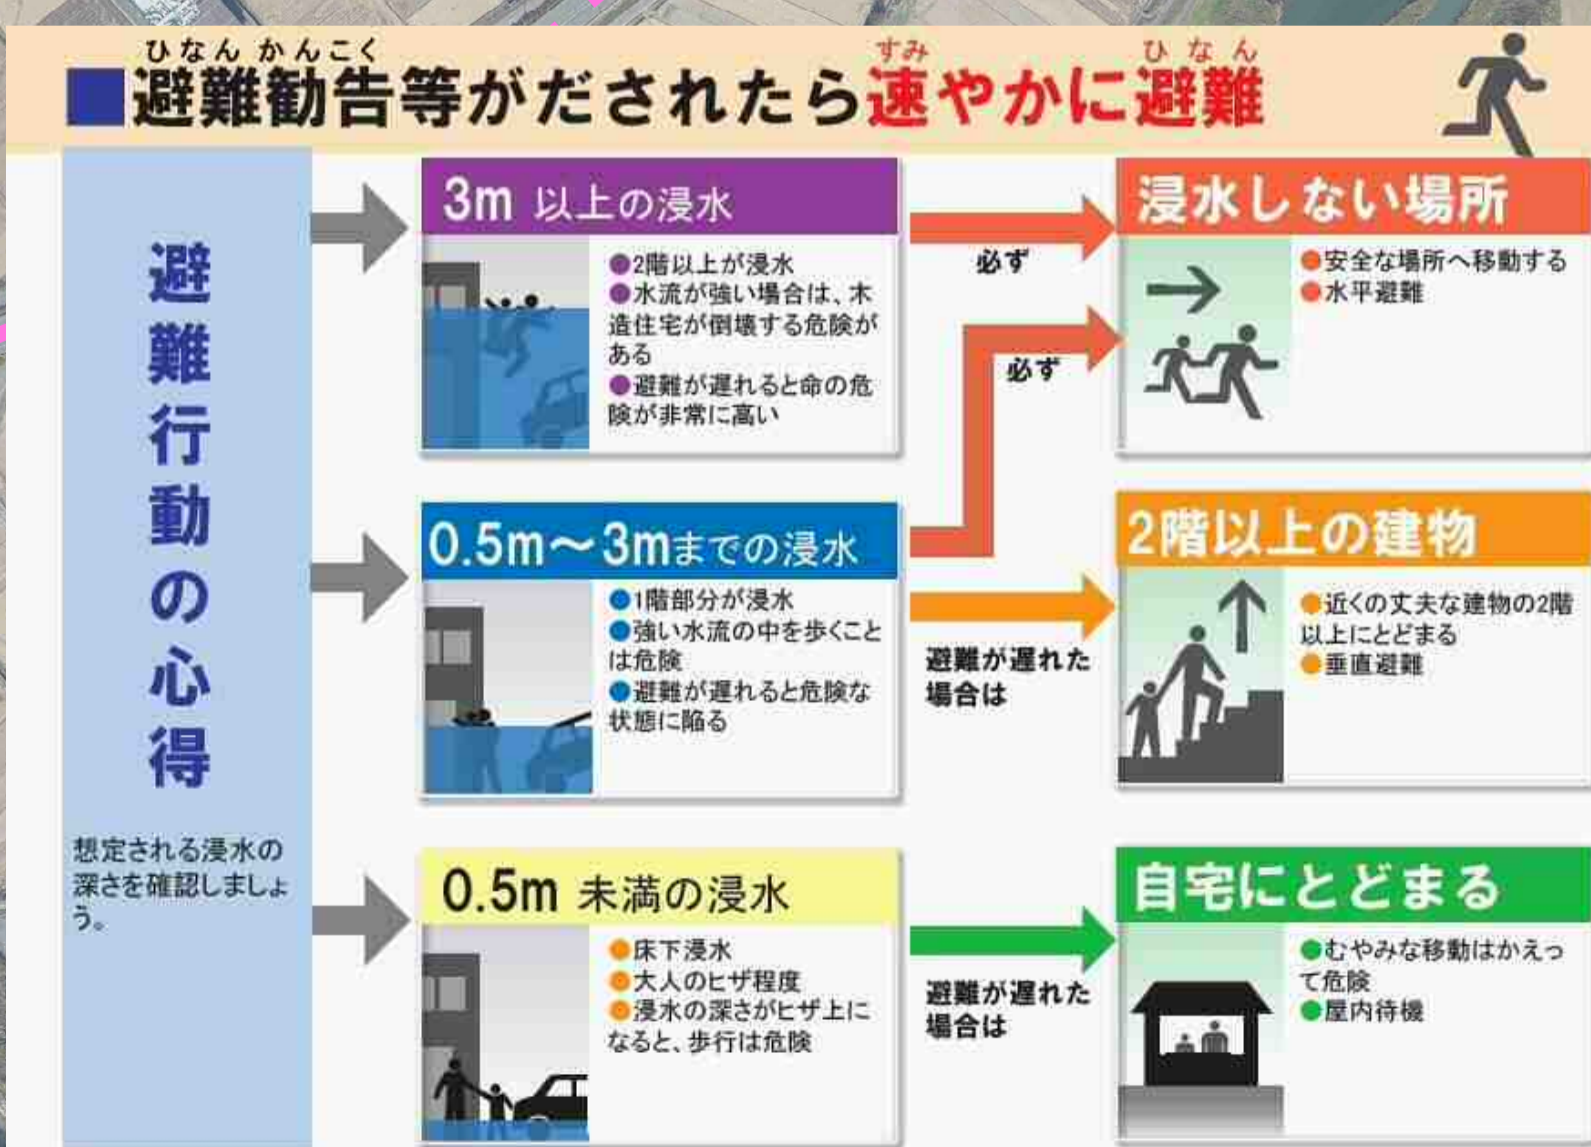 ひなんかんこく すみ ひなん
■避難勧告等がだされたら速やかに避難
避難行動の心得
想定される浸水の
深さを確認しましょ
う。
3m 以上の浸水
●2階以上が浸水
●水流が強い場合は、木
造住宅が倒壊する危険が
ある
●避難が遅れると命の危
険が非常に高い
必ず
浸水しない場所
●安全な場所へ移動する
●水平避難
0.5m〜3mまでの浸水
●1階部分が浸水
●強い水流の中を歩くこと
は危険
●避難が遅れると危険な
状態に陥る
必ず
避難が遅れた
場合は
2階以上の建物
●近くの丈夫な建物の2階
以上にとどまる
●垂直避難
0.5m 未満の浸水
●床下浸水
●大人のヒザ程度
●浸水の深さがヒザ上に
なると、歩行は危険
避難が遅れた
場合は
自宅にとどまる
●むやみな移動はかえっ
て危険
●屋内待機